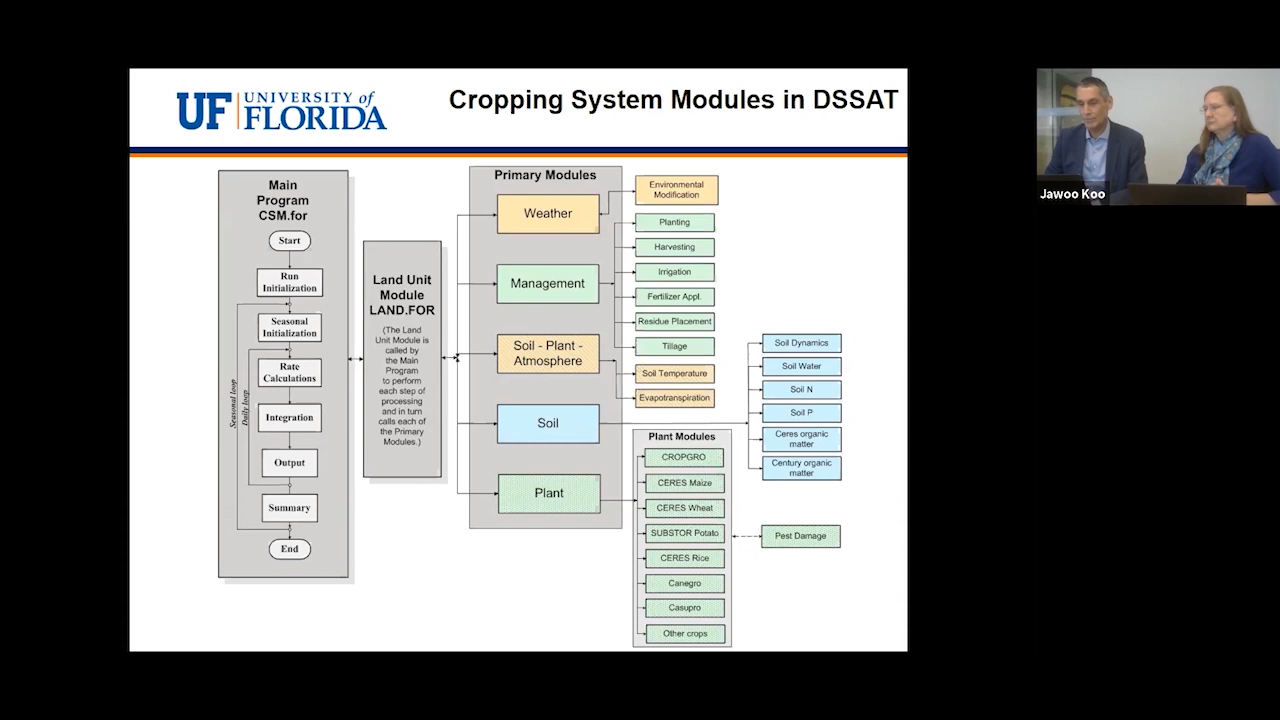 UF UNIVERSITY of
FLORIDA
Cropping System Modules in DSSAT
Main
Program
CSM.for
Start
Run
Initialization
Seasonal
Initialization
Rate
Calculations
Integration
Output
Summary
End
Seasonal loop
Daily loop
Land Unit
Module
LAND.FOR
(The Land
Unit Module is
called by
the Main
Program
to perform
each step of
processing
and in turn
calls each of
the Primary
Modules.)
Primary Modules
Weather
Management
Soil - Plant -
Atmosphere
Soil
Plant
Environmental
Modification
Planting
Harvesting
Irrigation
Fertilizer Appl.
Residue Placement
Tillage
Soil Temperature
Evapotranspiration
Soil Dynamics
Soil Water
Soil N
Soil P
Ceres organic
matter
Century organic
matter
Plant Modules
CROPGRO
CERES Maize
CERES Wheat
SUBSTOR Potato
CERES Rice
Canegro
Casupro
Other crops
Pest Damage
Jawoo Koo